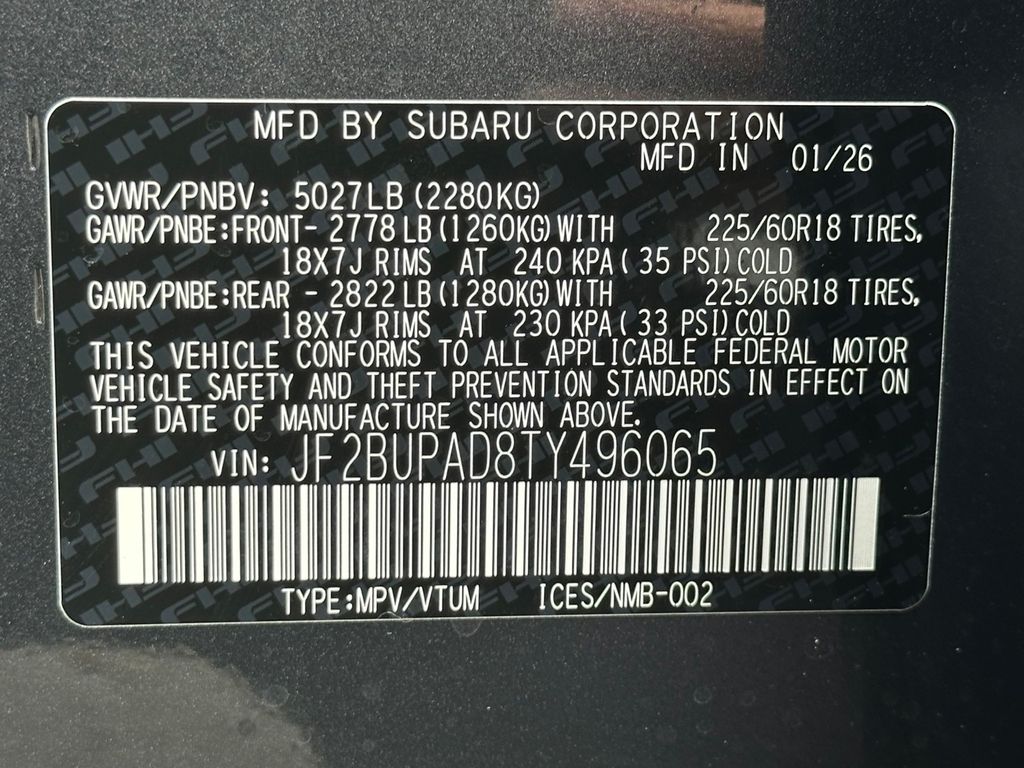 MFD BY SUBARU CORPORATION
MFD IN 01/26
GVWR/PNBV: 5027LB (2280KG)
GAWR/PNBE:FRONT- 2778 LB (1260KG) WITH 225/60R18 TIRES,
18X7J RIMS AT 240 KPA ( 35 PSI) COLD
GAWR/PNBE:REAR - 2822 LB (1280KG) WITH 225/60R18 TIRES,
18X7J RIMS AT 230 KPA ( 33 PSI) COLD
THIS VEHICLE CONFORMS TO ALL APPLICABLE FEDERAL MOTOR
VEHICLE SAFETY AND THEFT PREVENTION STANDARDS IN EFFECT ON
THE DATE OF MANUFACTURE SHOWN ABOVE.
VIN: JF2BUPAD8TY496065
TYPE:MPV/VTUM ICES/NMB-002